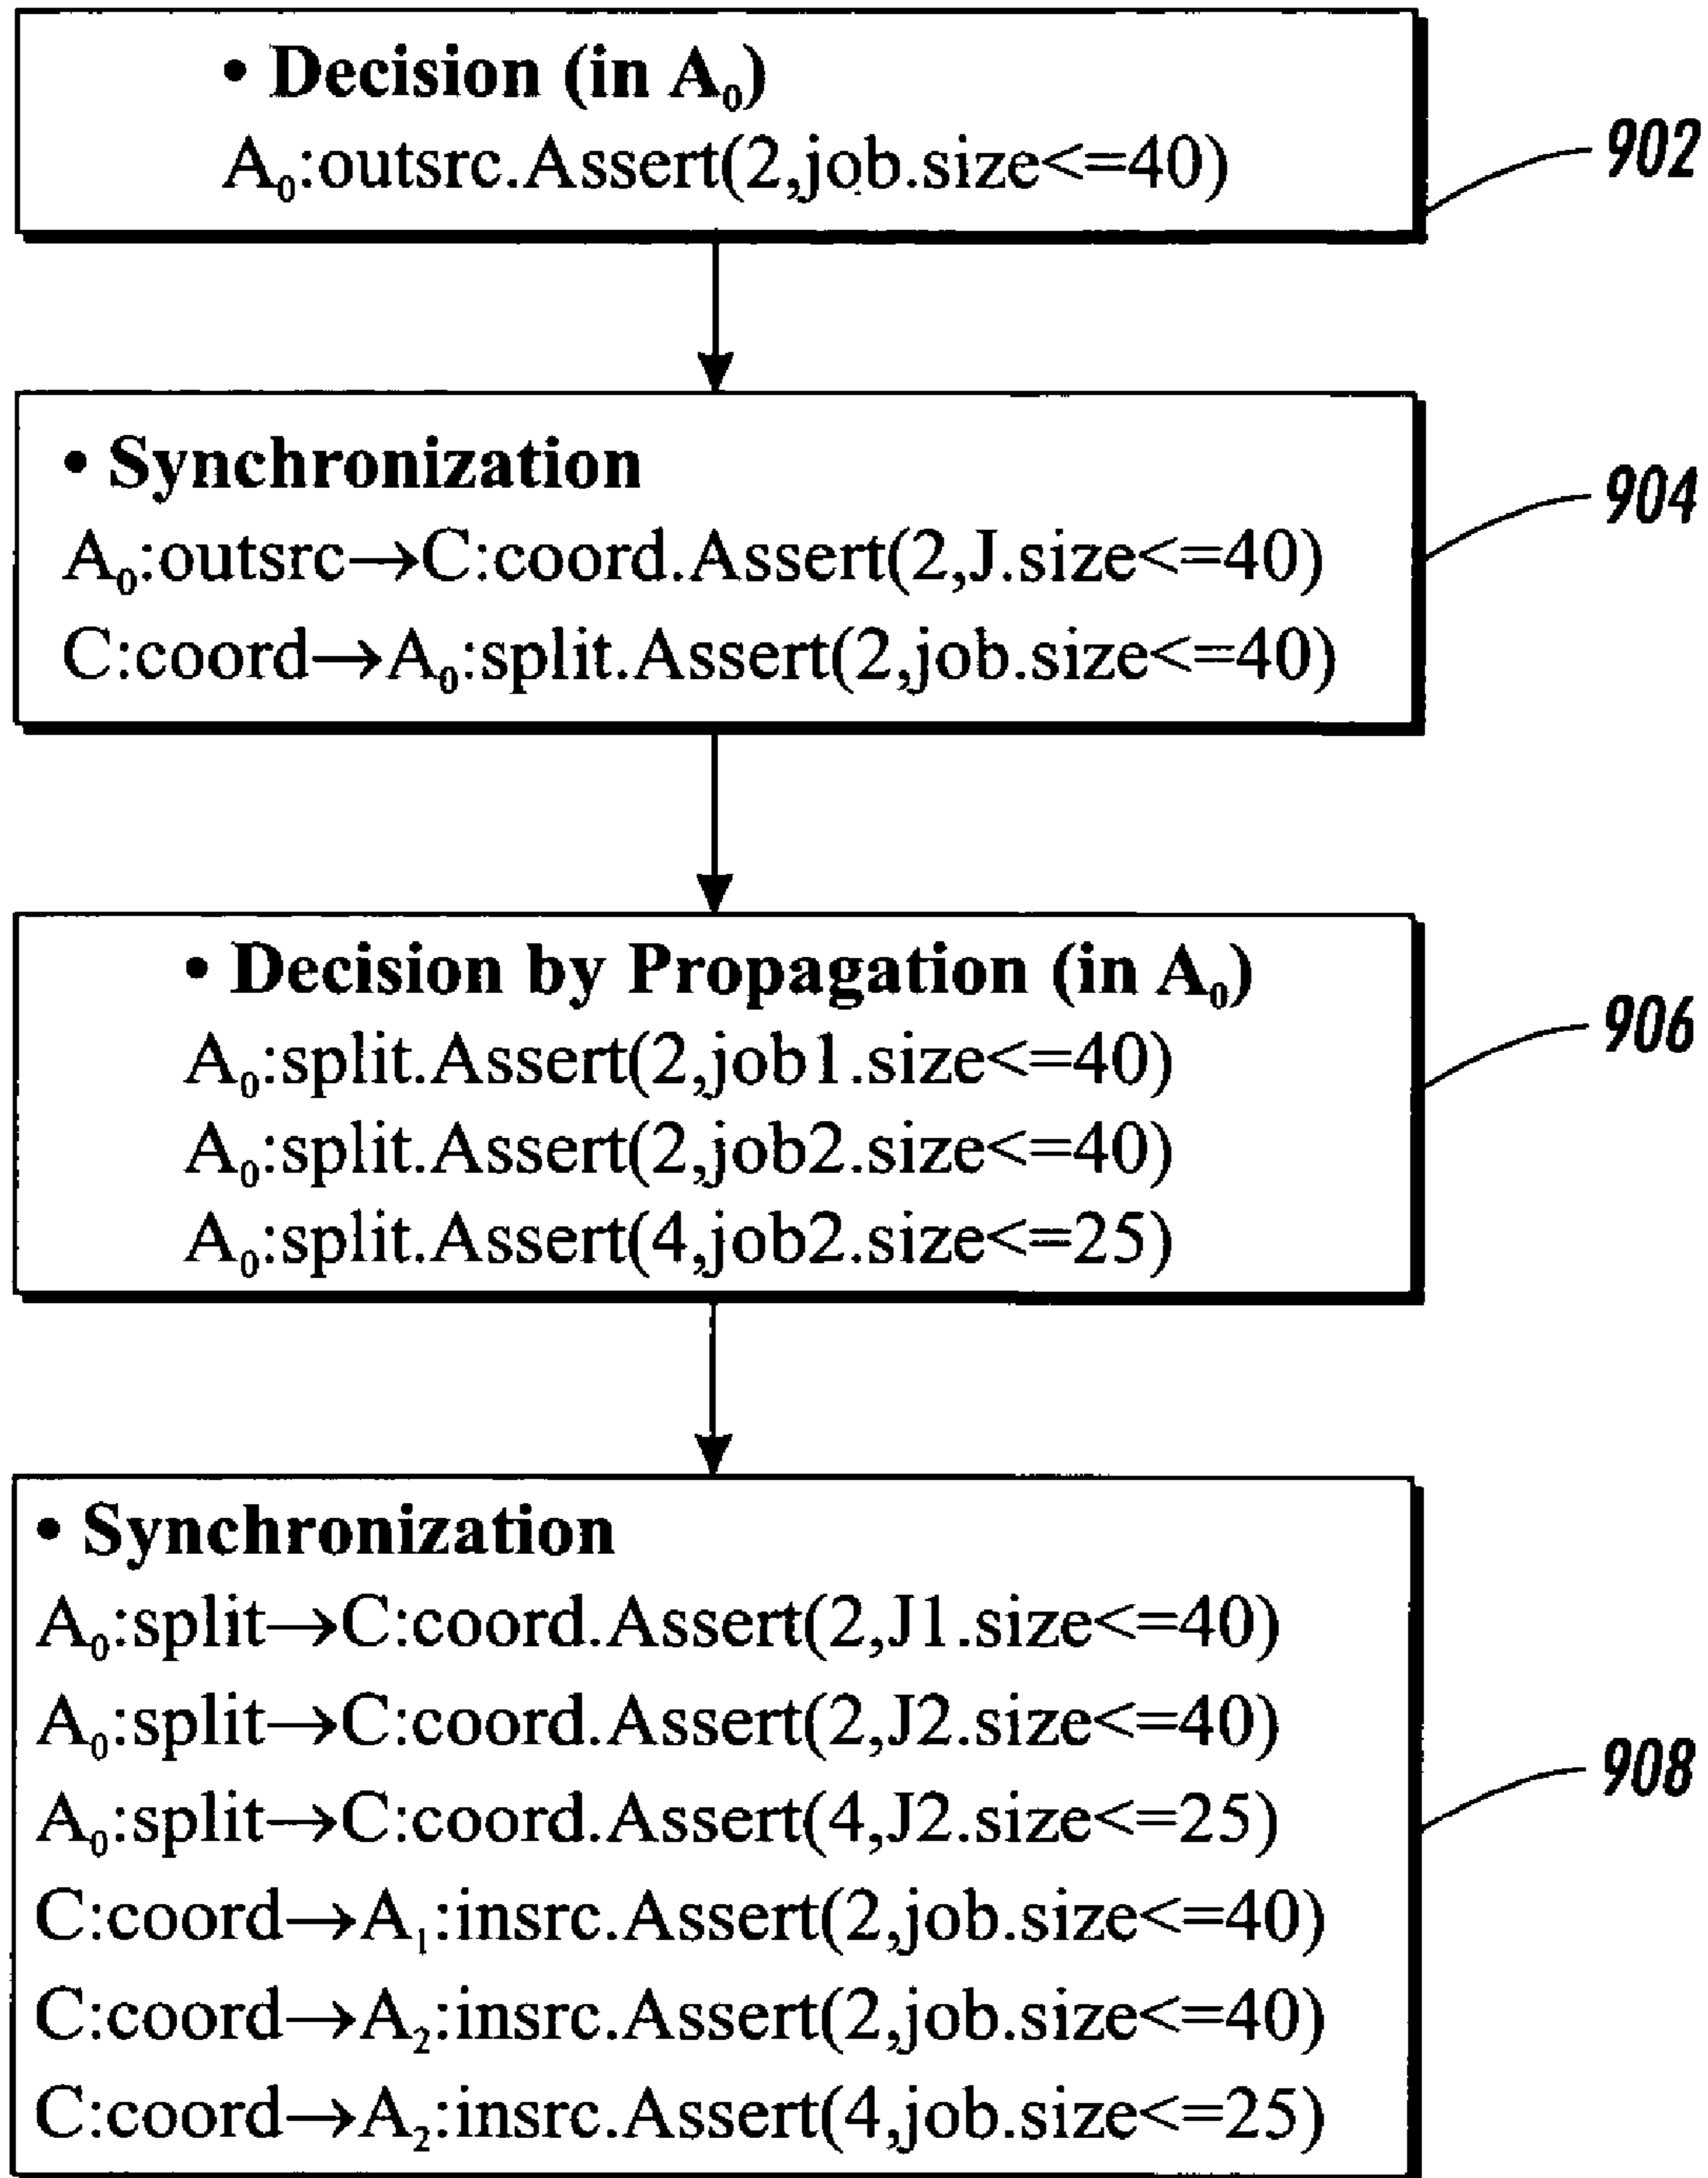 • Decision (in A₀)
A₀:outsrc.Assert(2,job.size<=40)
902
• Synchronization
A₀:outsrc→C:coord.Assert(2,J.size<=40)
C:coord→A₀:split.Assert(2,job.size<=40)
904
• Decision by Propagation (in A₀)
A₀:split.Assert(2,job1.size<=40)
A₀:split.Assert(2,job2.size<=40)
A₀:split.Assert(4,job2.size<=25)
906
• Synchronization
A₀:split→C:coord.Assert(2,J1.size<=40)
A₀:split→C:coord.Assert(2,J2.size<=40)
A₀:split→C:coord.Assert(4,J2.size<=25)
C:coord→A₁:insrc.Assert(2,job.size<=40)
C:coord→A₂:insrc.Assert(2,job.size<=40)
C:coord→A₂:insrc.Assert(4,job.size<=25)
908